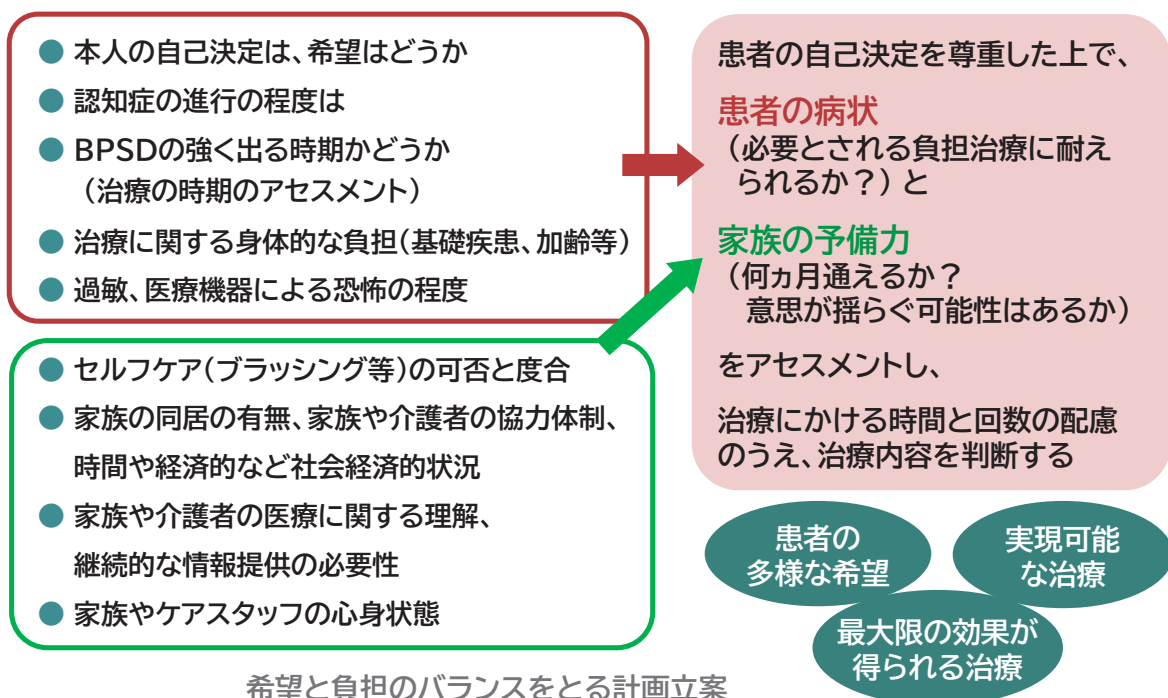 ● 本人の自己決定は、希望はどうか
● 認知症の進行の程度は
● BPSDの強く出る時期かどうか
（治療の時期のアセスメント）
● 治療に関する身体的な負担（基礎疾患、加齢等）
● 過敏、医療機器による恐怖の程度
● セルフケア（ブラッシング等）の可否と度合
● 家族の同居の有無、家族や介護者の協力体制、
時間や経済的など社会経済的状況
● 家族や介護者の医療に関する理解、
継続的な情報提供の必要性
● 家族やケアスタッフの心身状態
患者の自己決定を尊重した上で、
患者の病状
（必要とされる負担治療に耐え
られるか？）と
家族の予備力
（何ヵ月通えるか？
意思が揺らぐ可能性はあるか）
をアセスメントし、
治療にかける時間と回数の配慮
のうえ、治療内容を判断する
患者の
多様な希望
実現可能
な治療
最大限の効果が
得られる治療
希望と負担のバランスをとる計画立案